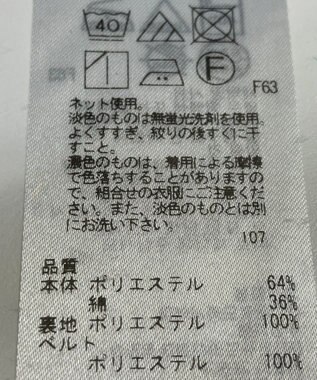 40
F
F63
ネット使用。
淡色のものは無蛍光洗剤を使用。
よくすすぎ、絞りの後すぐに干
すこと。
濃色のものは、着用による摩擦
で色落ちすることがありますの
で、組合せの衣服にご注意くだ
さい。また、淡色のものとは別
にお洗い下さい。
107
品質
本体 ポリエステル 64%
綿 36%
裏地 ポリエステル 100%
ベルト
ポリエステル 100%